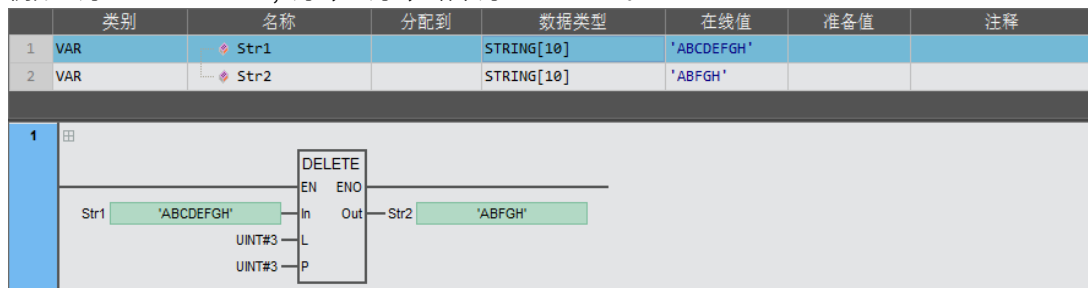 类别 名称 分配到 数据类型 在线值 准备值 注释
1 VAR Str1 STRING[10] 'ABCDEFGH'
2 VAR Str2 STRING[10] 'ABFGH'
1
DELETE
EN ENO
Str1 'ABCDEFGH' In Out Str2 'ABFGH'
UINT#3 L
UINT#3 P